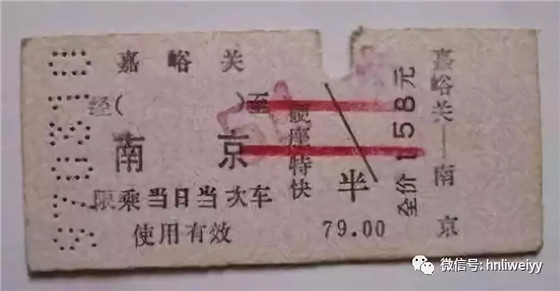 嘉峪关
经( )至
南京
限乘当日当次车
使用有效
硬座特快
半
79.00
全价158元
嘉峪关—南京
微信号: hnliweiyy